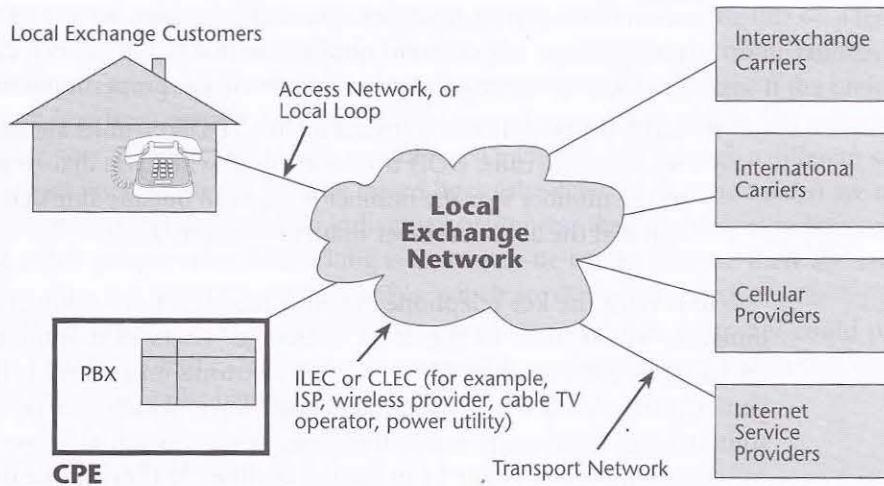 Local Exchange Customers
Access Network, or
Local Loop
Interexchange
Carriers
International
Carriers
Local
Exchange
Network
Cellular
Providers
PBX
ILEC or CLEC (for example,
ISP, wireless provider, cable TV
operator, power utility)
Internet
Service
Providers
Transport Network
CPE